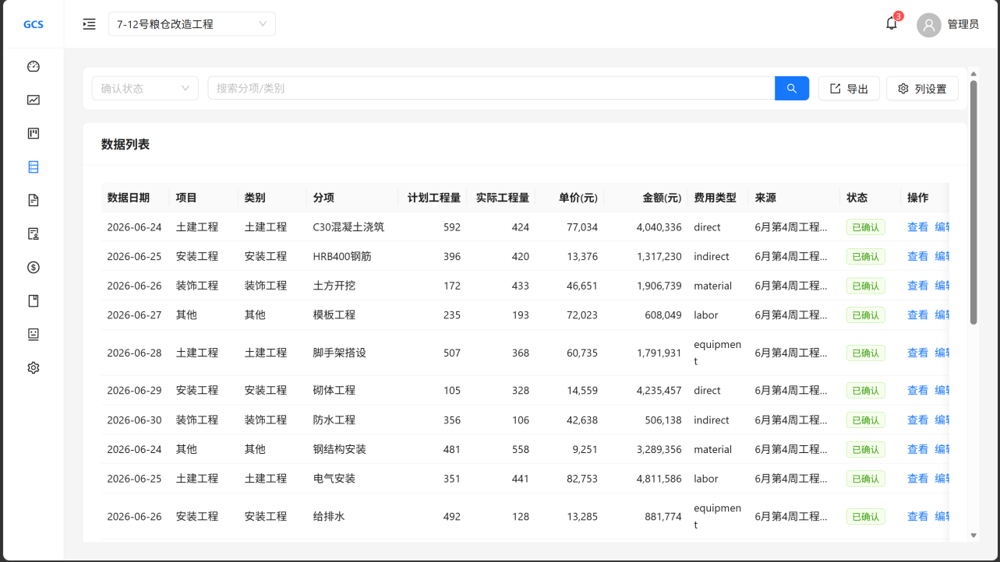 GCS
7-12号粮仓改造工程
3
管理员
确认状态
搜索分项/类别
导出
列设置
数据列表
数据日期 项目 类别 分项 计划工程量 实际工程量 单价(元) 金额(元) 费用类型 来源 状态 操作
2026-06-24 土建工程 土建工程 C30混凝土浇筑 592 424 77,034 4,040,336 direct 6月第4周工程... 已确认 查看 编辑
2026-06-25 安装工程 安装工程 HRB400钢筋 396 420 13,376 1,317,230 indirect 6月第4周工程... 已确认 查看 编辑
2026-06-26 装饰工程 装饰工程 土方开挖 172 433 46,651 1,906,739 material 6月第4周工程... 已确认 查看 编辑
2026-06-27 其他 其他 模板工程 235 193 72,023 608,049 labor 6月第4周工程... 已确认 查看 编辑
2026-06-28 土建工程 土建工程 脚手架搭设 507 368 60,735 1,791,931 equipment 6月第4周工程... 已确认 查看 编辑
2026-06-29 安装工程 安装工程 砌体工程 105 328 14,559 4,235,457 direct 6月第4周工程... 已确认 查看 编辑
2026-06-30 装饰工程 装饰工程 防水工程 356 106 42,638 506,138 indirect 6月第4周工程... 已确认 查看 编辑
2026-06-24 其他 其他 钢结构安装 481 558 9,251 3,289,356 material 6月第4周工程... 已确认 查看 编辑
2026-06-25 土建工程 土建工程 电气安装 351 441 82,753 4,811,586 labor 6月第4周工程... 已确认 查看 编辑
2026-06-26 安装工程 安装工程 给排水 492 128 13,285 881,774 equipment 6月第4周工程... 已确认 查看 编辑